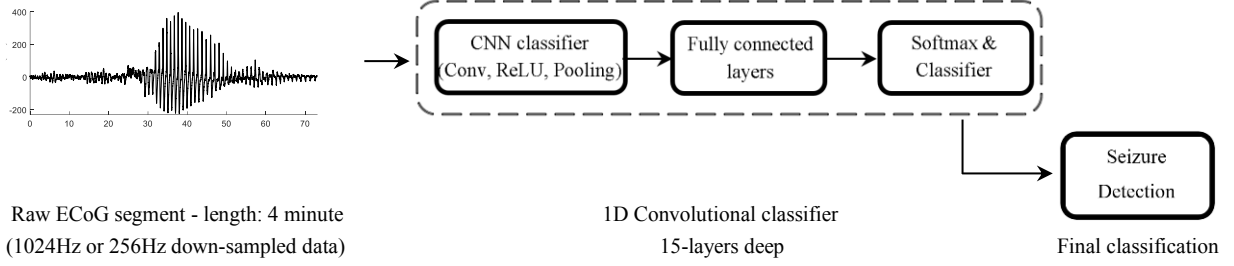 400
200
0
-200
0 10 20 30 40 50 60 70
CNN classifier
(Conv, ReLU, Pooling)
Fully connected
layers
Softmax &
Classifier
Seizure
Detection
Raw ECoG segment - length: 4 minute
(1024Hz or 256Hz down-sampled data)
1D Convolutional classifier
15-layers deep
Final classification